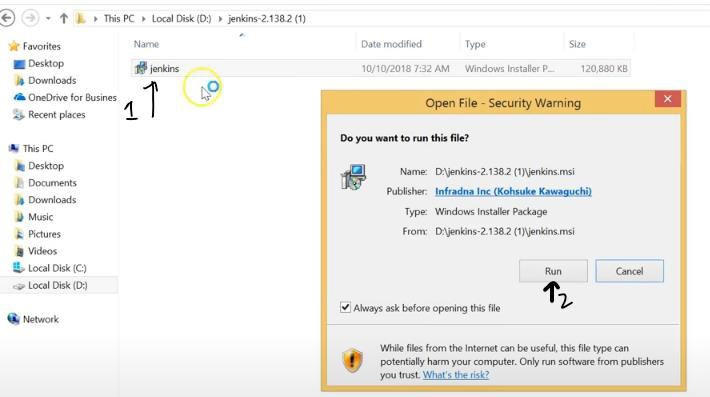 This PC ▸ Local Disk (D:) ▸ jenkins-2.138.2 (1) ▸
Favorites
Desktop
Downloads
OneDrive for Busines
Recent places
This PC
Desktop
Documents
Downloads
Music
Pictures
Videos
Local Disk (C:)
Local Disk (D:)
Network
Name Date modified Type Size
jenkins 10/10/2018 7:32 AM Windows Installer P... 120,880 KB
1
Open File - Security Warning
Do you want to run this file?
Name: D:\jenkins-2.138.2 (1)\jenkins.msi
Publisher: Infradna Inc (Kohsuke Kawaguchi)
Type: Windows Installer Package
From: D:\jenkins-2.138.2 (1)\jenkins.msi
Run Cancel
2
Always ask before opening this file
While files from the Internet can be useful, this file type can
potentially harm your computer. Only run software from publishers
you trust. What's the risk?